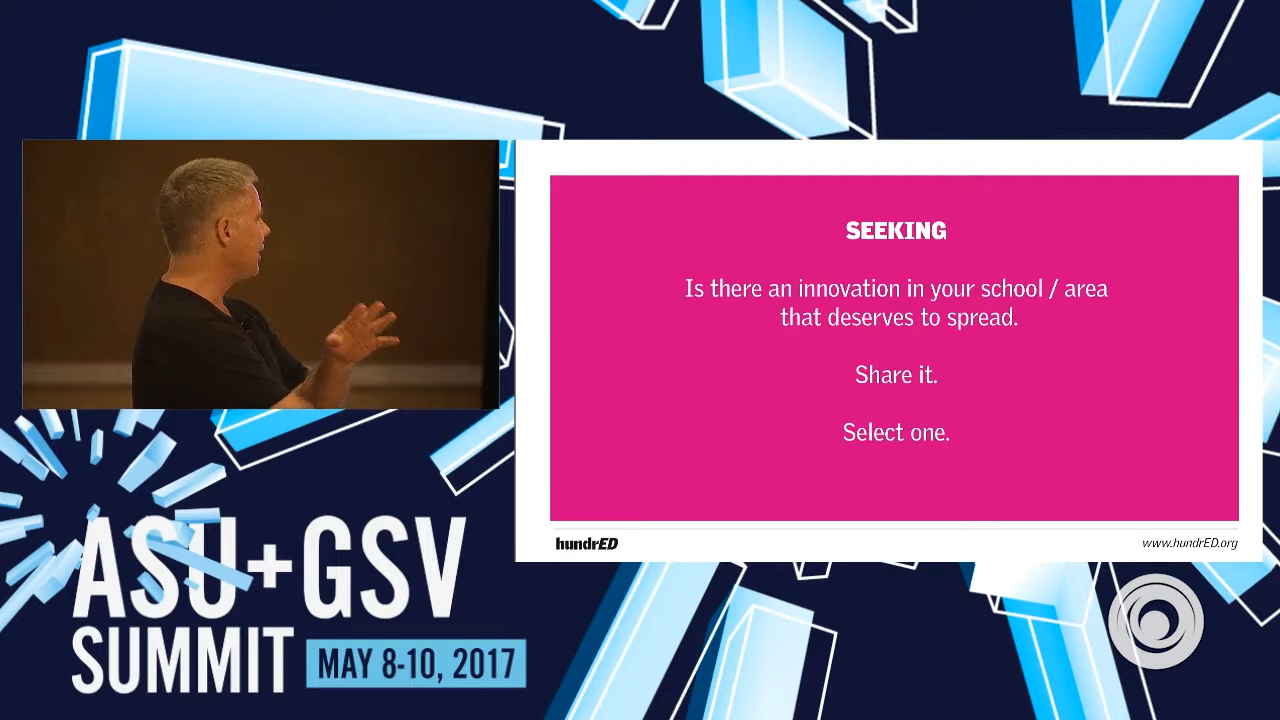 SEEKING
Is there an innovation in your school / area
that deserves to spread.
Share it.
Select one.
hundrED
www.hundrED.org
ASU+GSV
SUMMIT
MAY 8-10, 2017